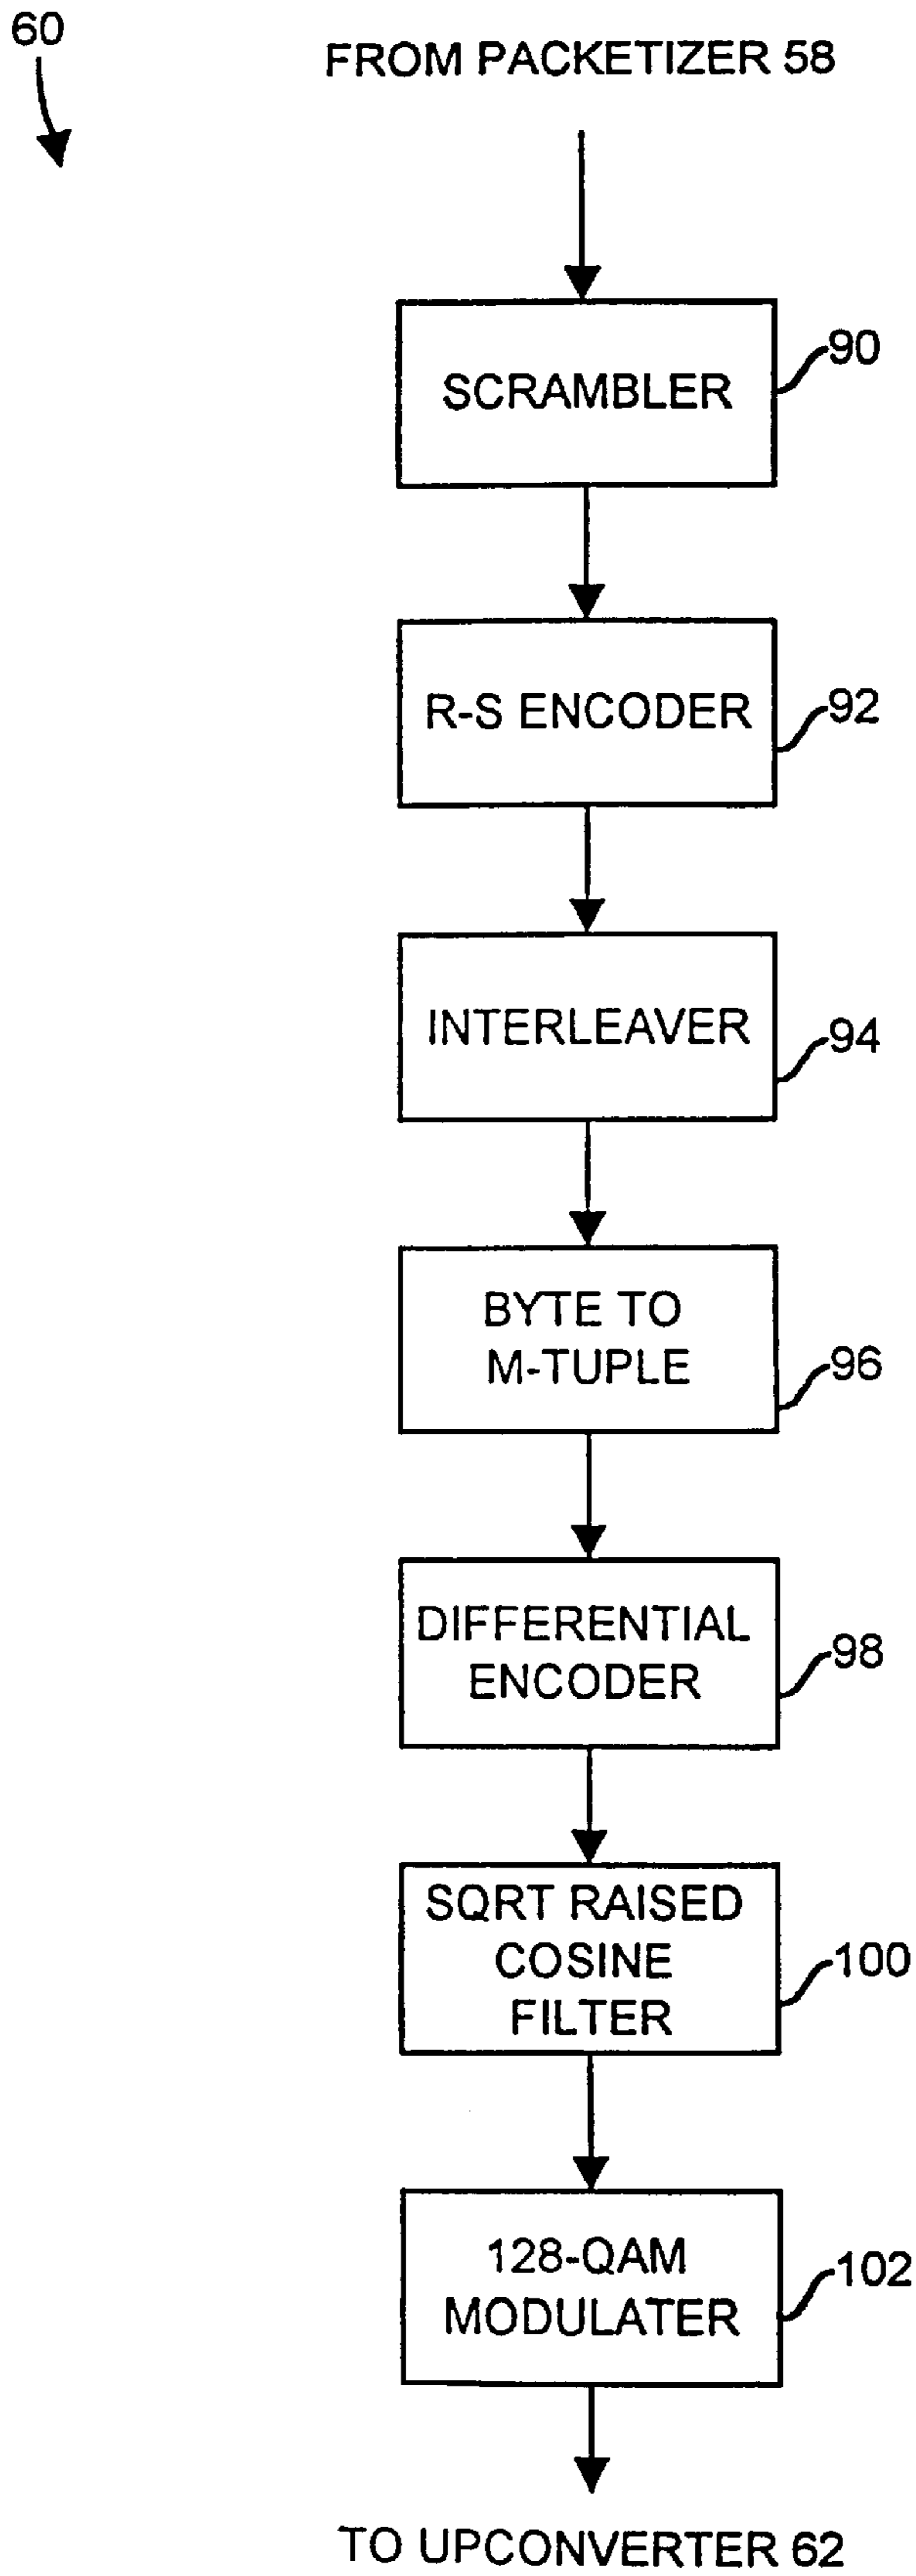 60
FROM PACKETIZER 58
SCRAMBLER
90
R-S ENCODER
92
INTERLEAVER
94
BYTE TO
M-TUPLE
96
DIFFERENTIAL
ENCODER
98
SQRT RAISED
COSINE
FILTER
100
128-QAM
MODULATER
102
TO UPCONVERTER 62